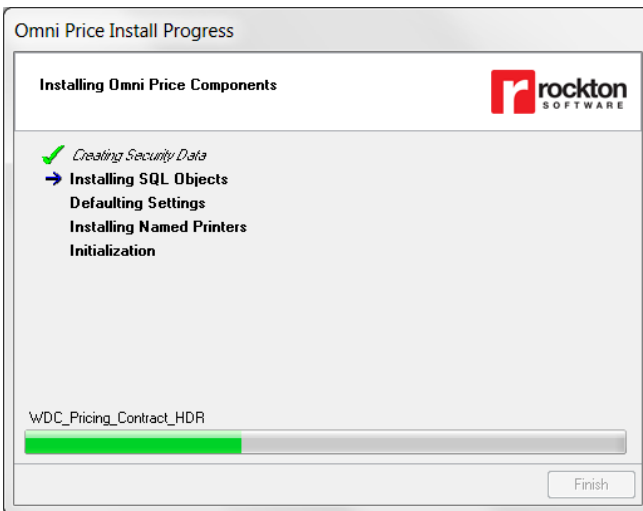 Omni Price Install Progress
Installing Omni Price Components
rockton
SOFTWARE
Creating Security Data
Installing SQL Objects
Defaulting Settings
Installing Named Printers
Initialization
WDC_Pricing_Contract_HDR
Finish